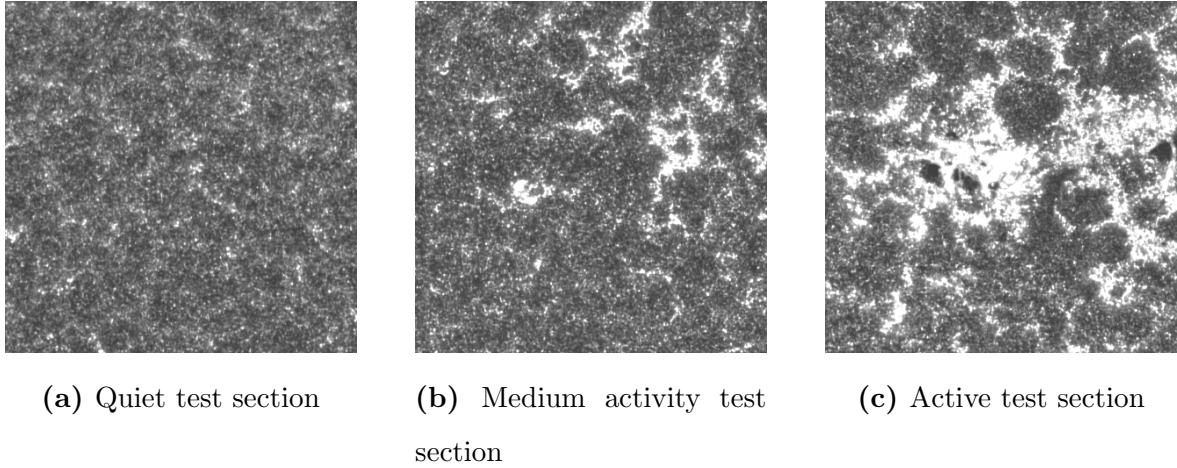 (a) Quiet test section
(b) Medium activity test
section
(c) Active test section